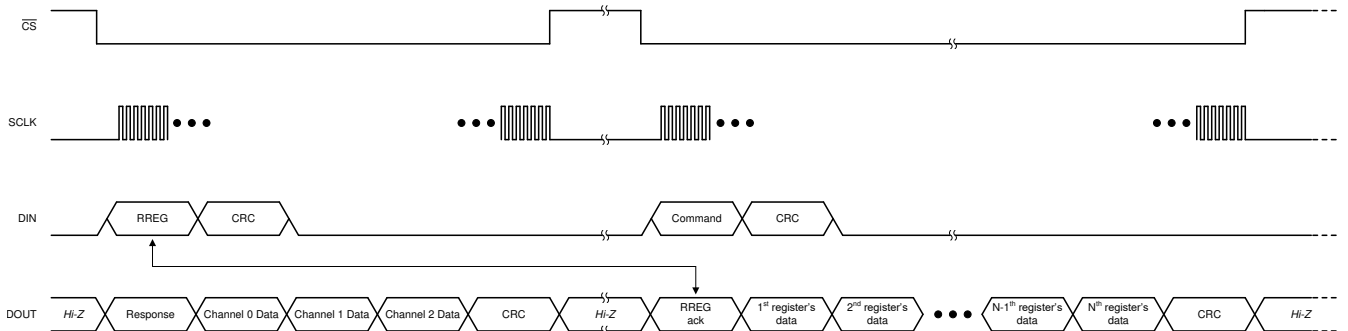 CS
SCLK
DIN
RREG
CRC
Command
CRC
DOUT
Hi-Z
Response
Channel 0 Data
Channel 1 Data
Channel 2 Data
CRC
Hi-Z
RREG
ack
1st register's
data
2nd register's
data
N-1th register's
data
Nth register's
data
CRC
Hi-Z